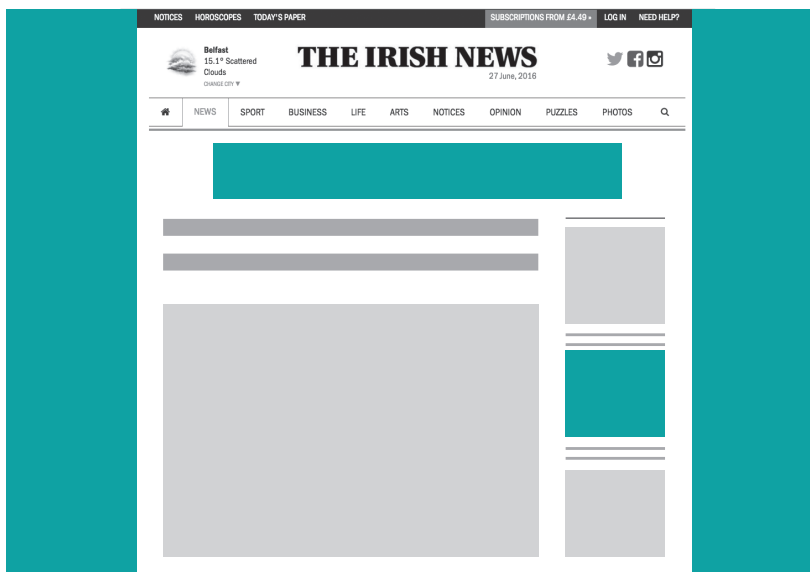 NOTICES HOROSCOPES TODAY'S PAPER SUBSCRIPTIONS FROM £4.49 » LOG IN NEED HELP?
Belfast
15.1° Scattered
Clouds
CHANGE CITY ▼
THE IRISH NEWS
27 June, 2016
NEWS SPORT BUSINESS LIFE ARTS NOTICES OPINION PUZZLES PHOTOS